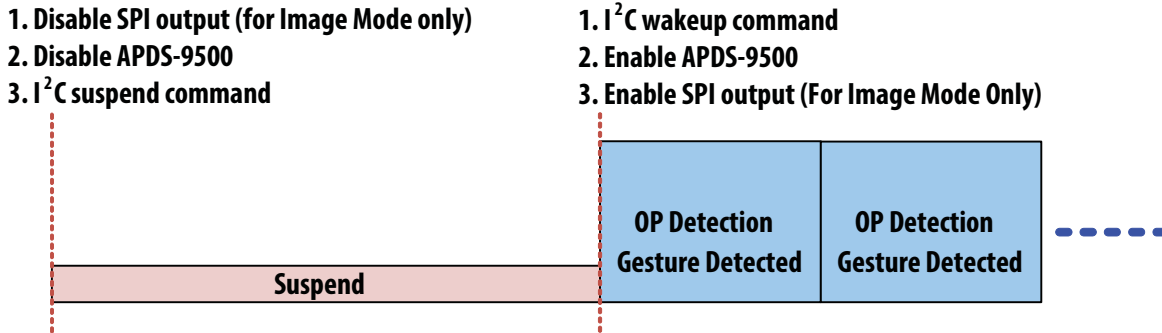 1. Disable SPI output (for Image Mode only)
2. Disable APDS-9500
3. I²C suspend command
1. I²C wakeup command
2. Enable APDS-9500
3. Enable SPI output (For Image Mode Only)
Suspend
OP Detection
Gesture Detected
OP Detection
Gesture Detected